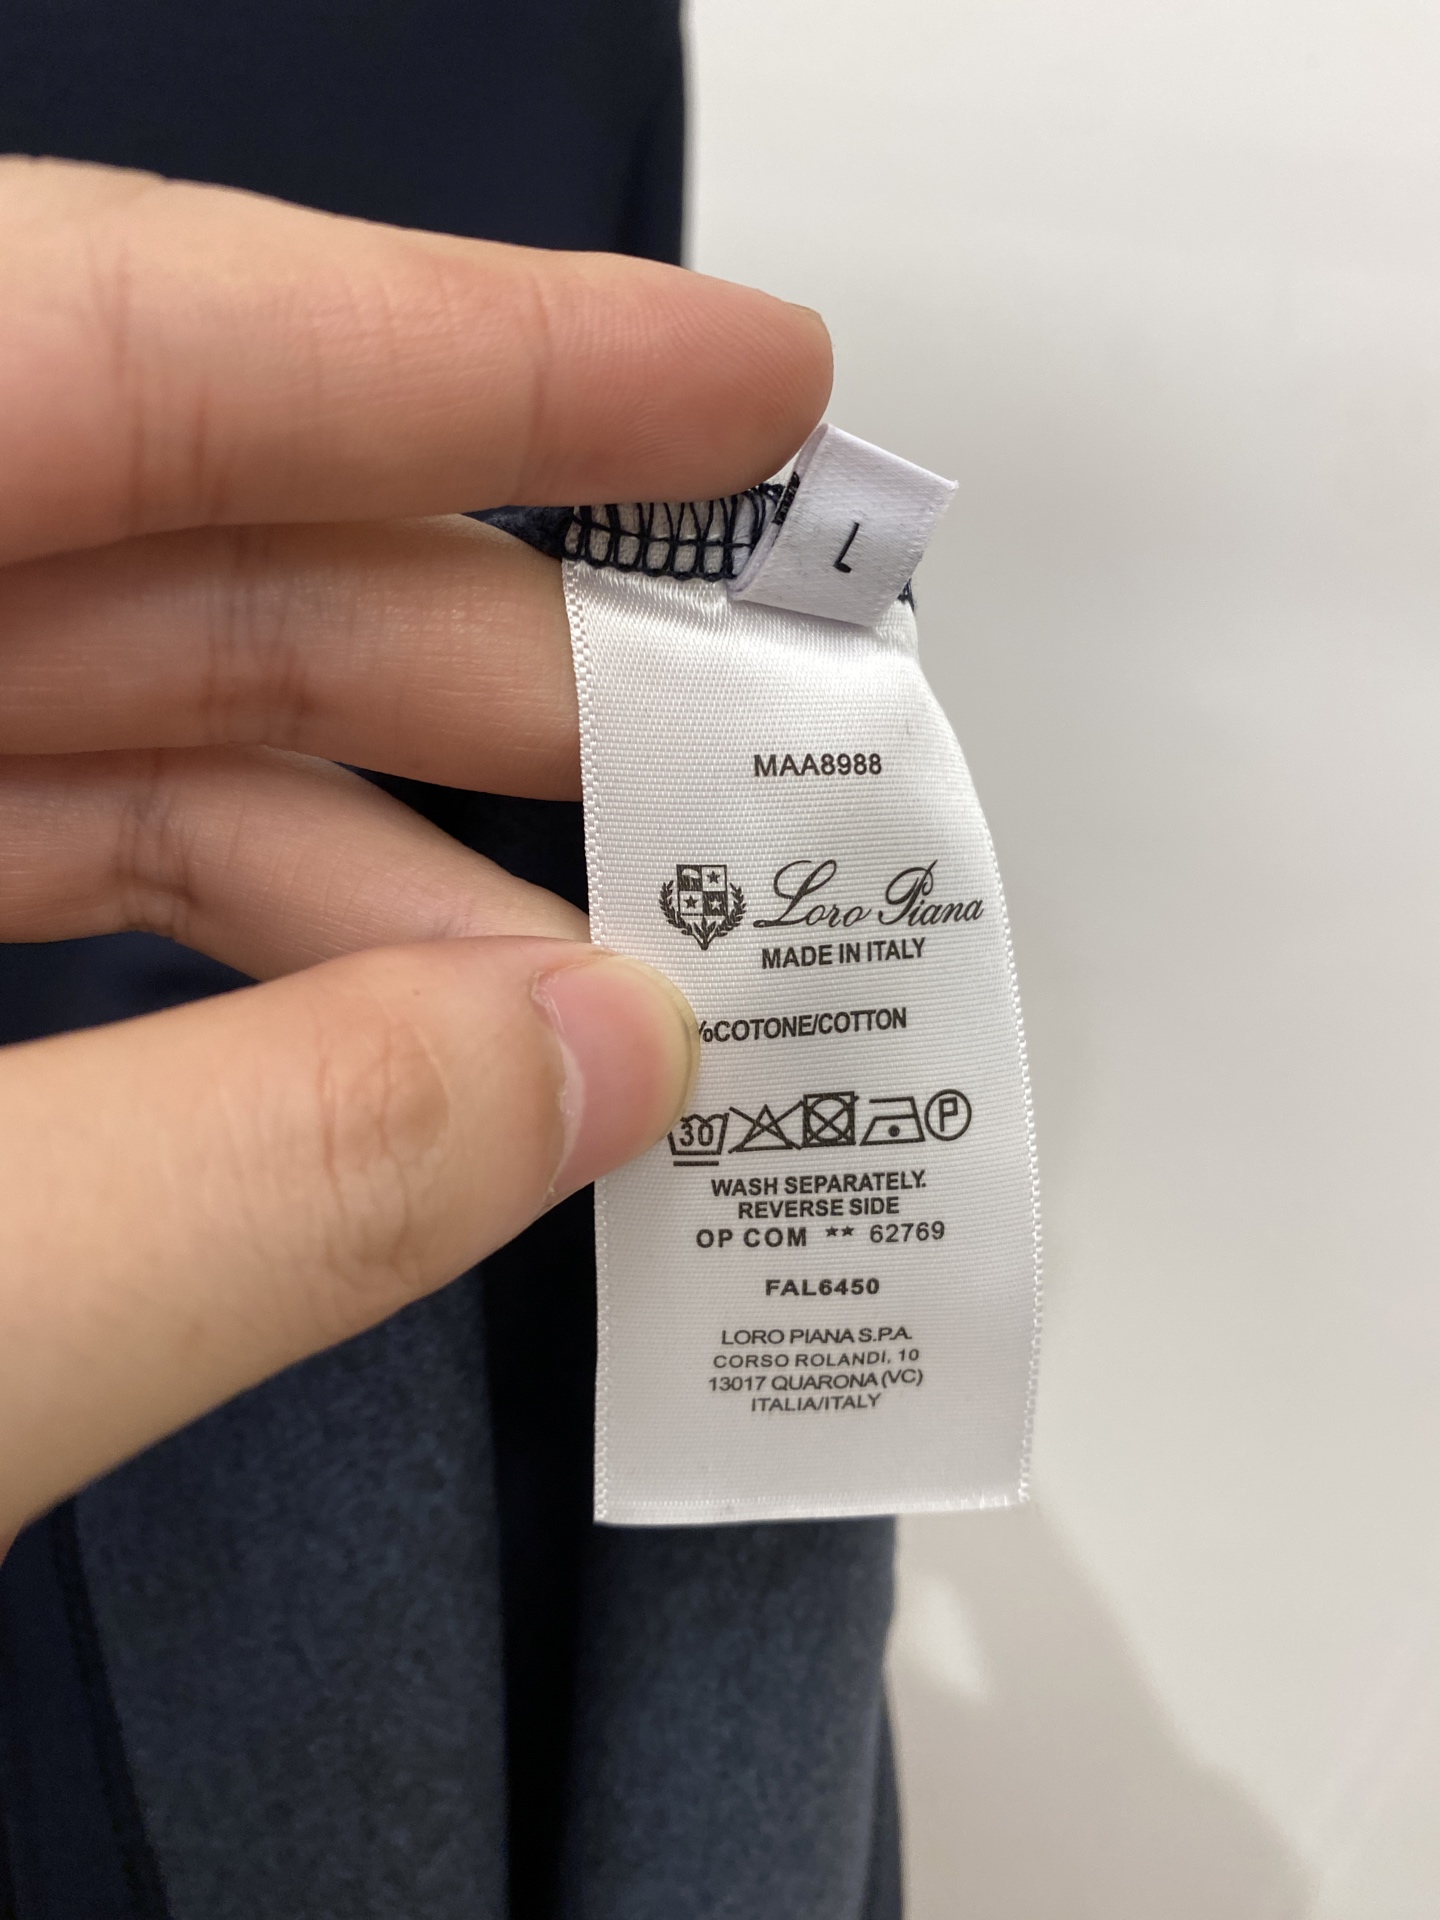 L
MAA8988
Loro Piana
MADE IN ITALY
%COTONE/COTTON
30
P
WASH SEPARATELY.
REVERSE SIDE
OP COM ** 62769
FAL6450
LORO PIANA S.P.A.
CORSO ROLANDI, 10
13017 QUARONA (VC)
ITALIA/ITALY